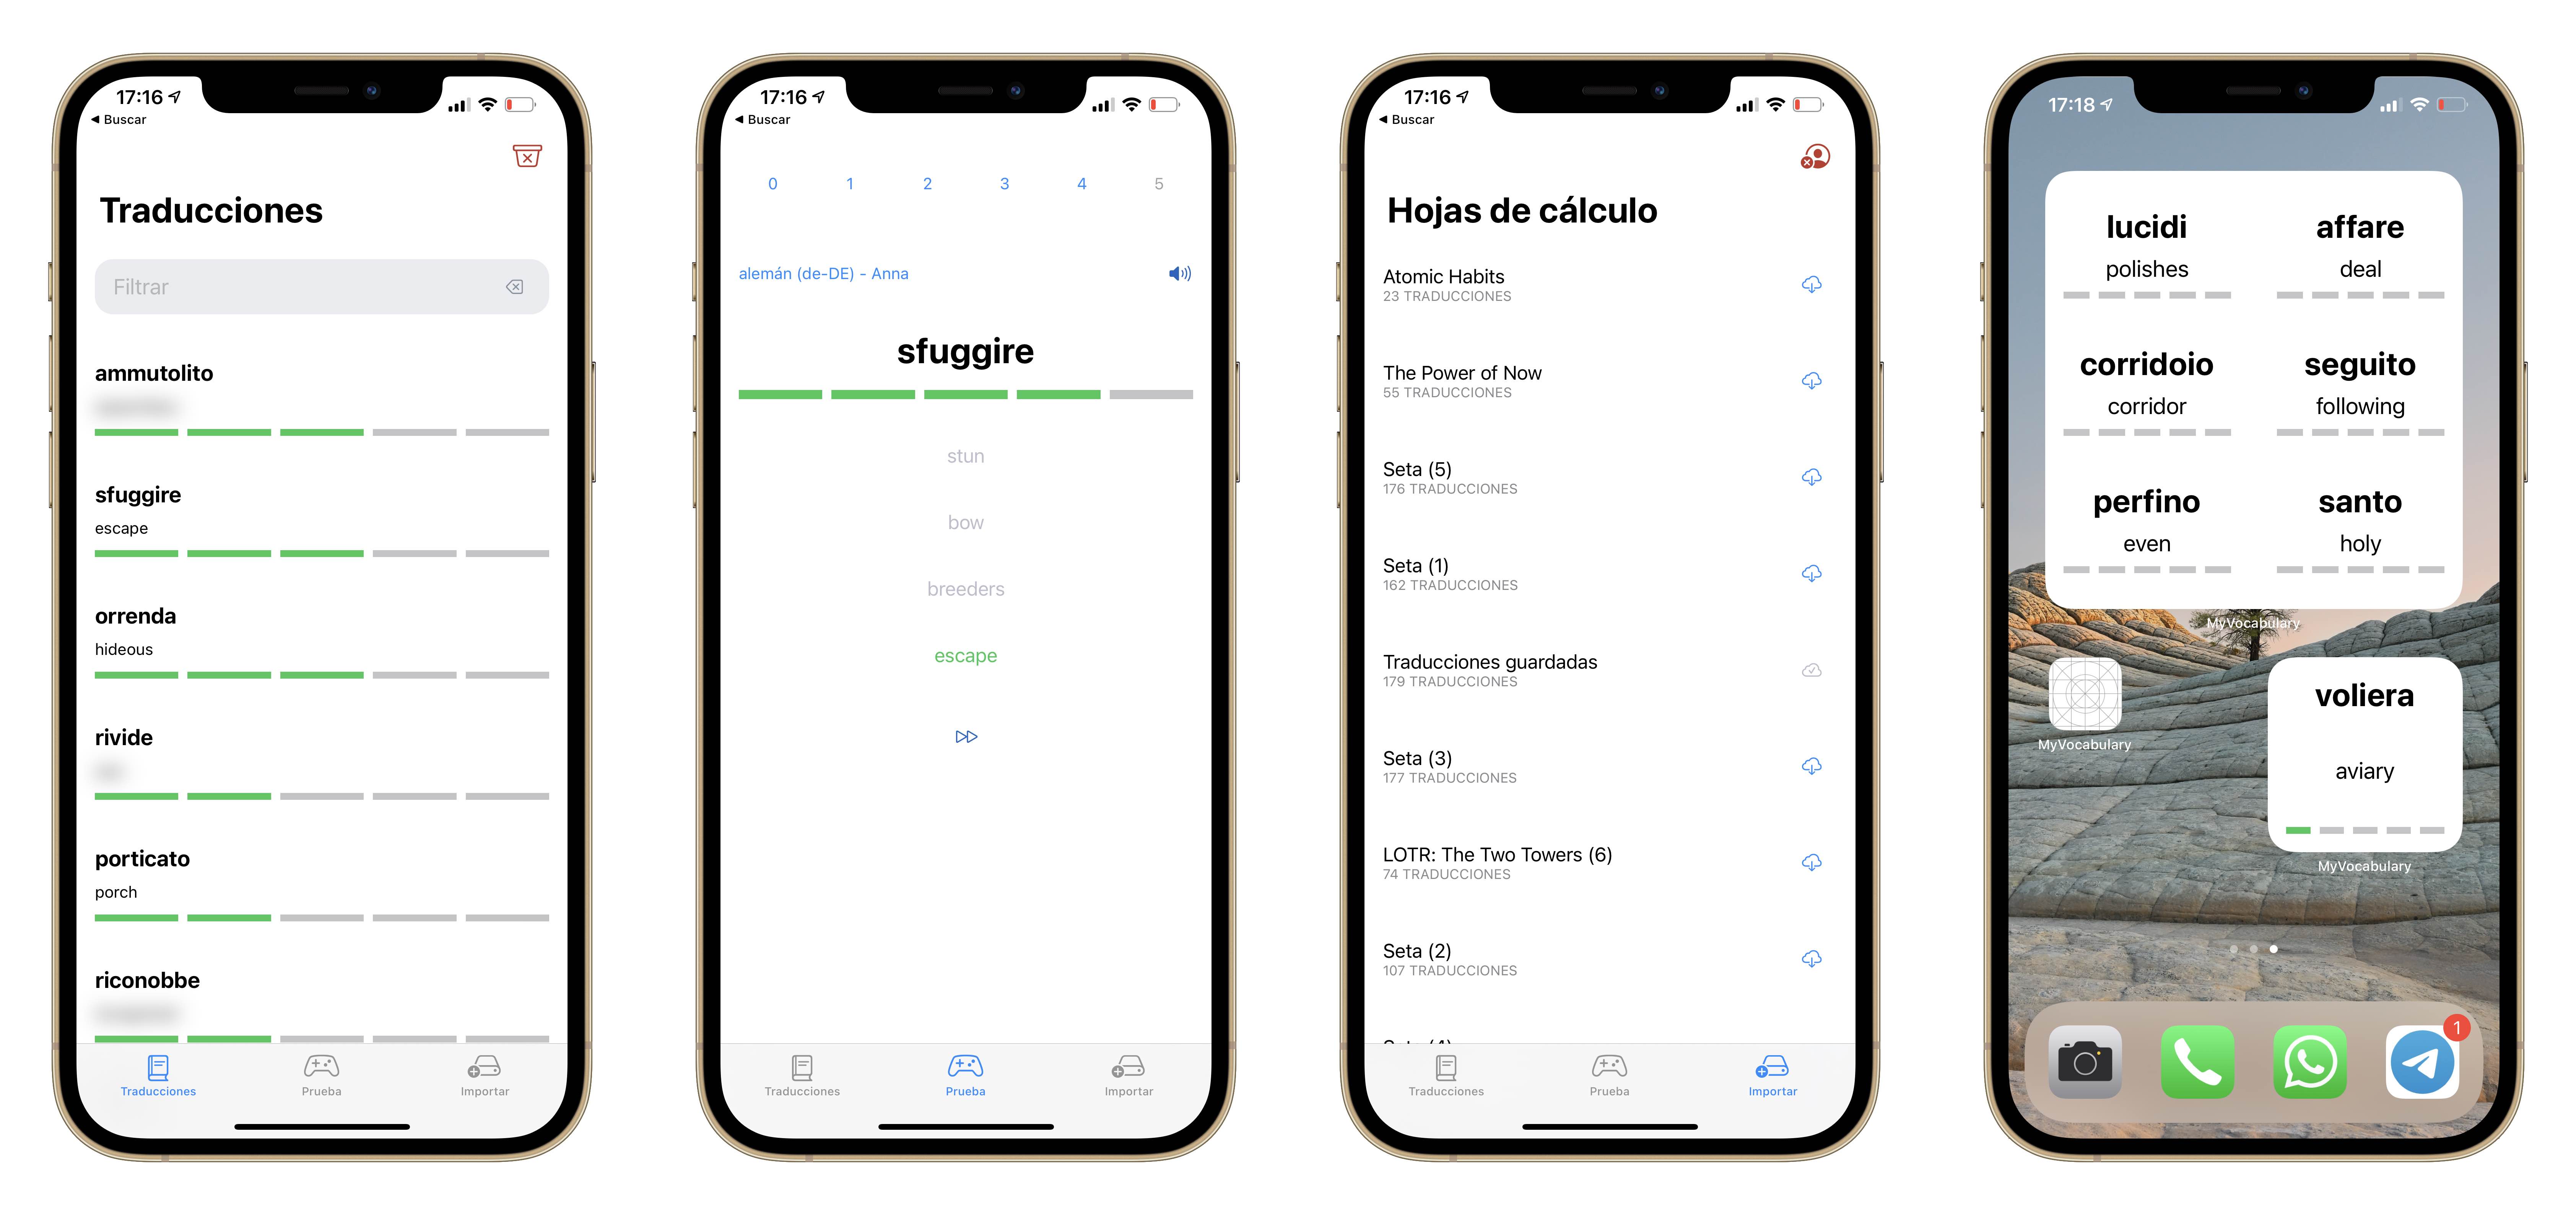 17:16
Buscar
Traducciones
Filtrar
ammutolito
sfuggire
escape
orrenda
hideous
rivide
porticato
porch
riconobbe
Traducciones Prueba Importar
17:16
Buscar
0 1 2 3 4 5
alemán (de-DE) - Anna
sfuggire
stun
bow
breeders
escape
Traducciones Prueba Importar
17:16
Buscar
Hojas de cálculo
Atomic Habits
23 TRADUCCIONES
The Power of Now
55 TRADUCCIONES
Seta (5)
176 TRADUCCIONES
Seta (1)
162 TRADUCCIONES
Traducciones guardadas
179 TRADUCCIONES
Seta (3)
177 TRADUCCIONES
LOTR: The Two Towers (6)
74 TRADUCCIONES
Seta (2)
107 TRADUCCIONES
Seta (4)
Traducciones Prueba Importar
17:18
lucidi affare
polishes deal
corridoio seguito
corridor following
perfino santo
even holy
MyVocabulary
voliera
MyVocabulary
aviary
MyVocabulary
1